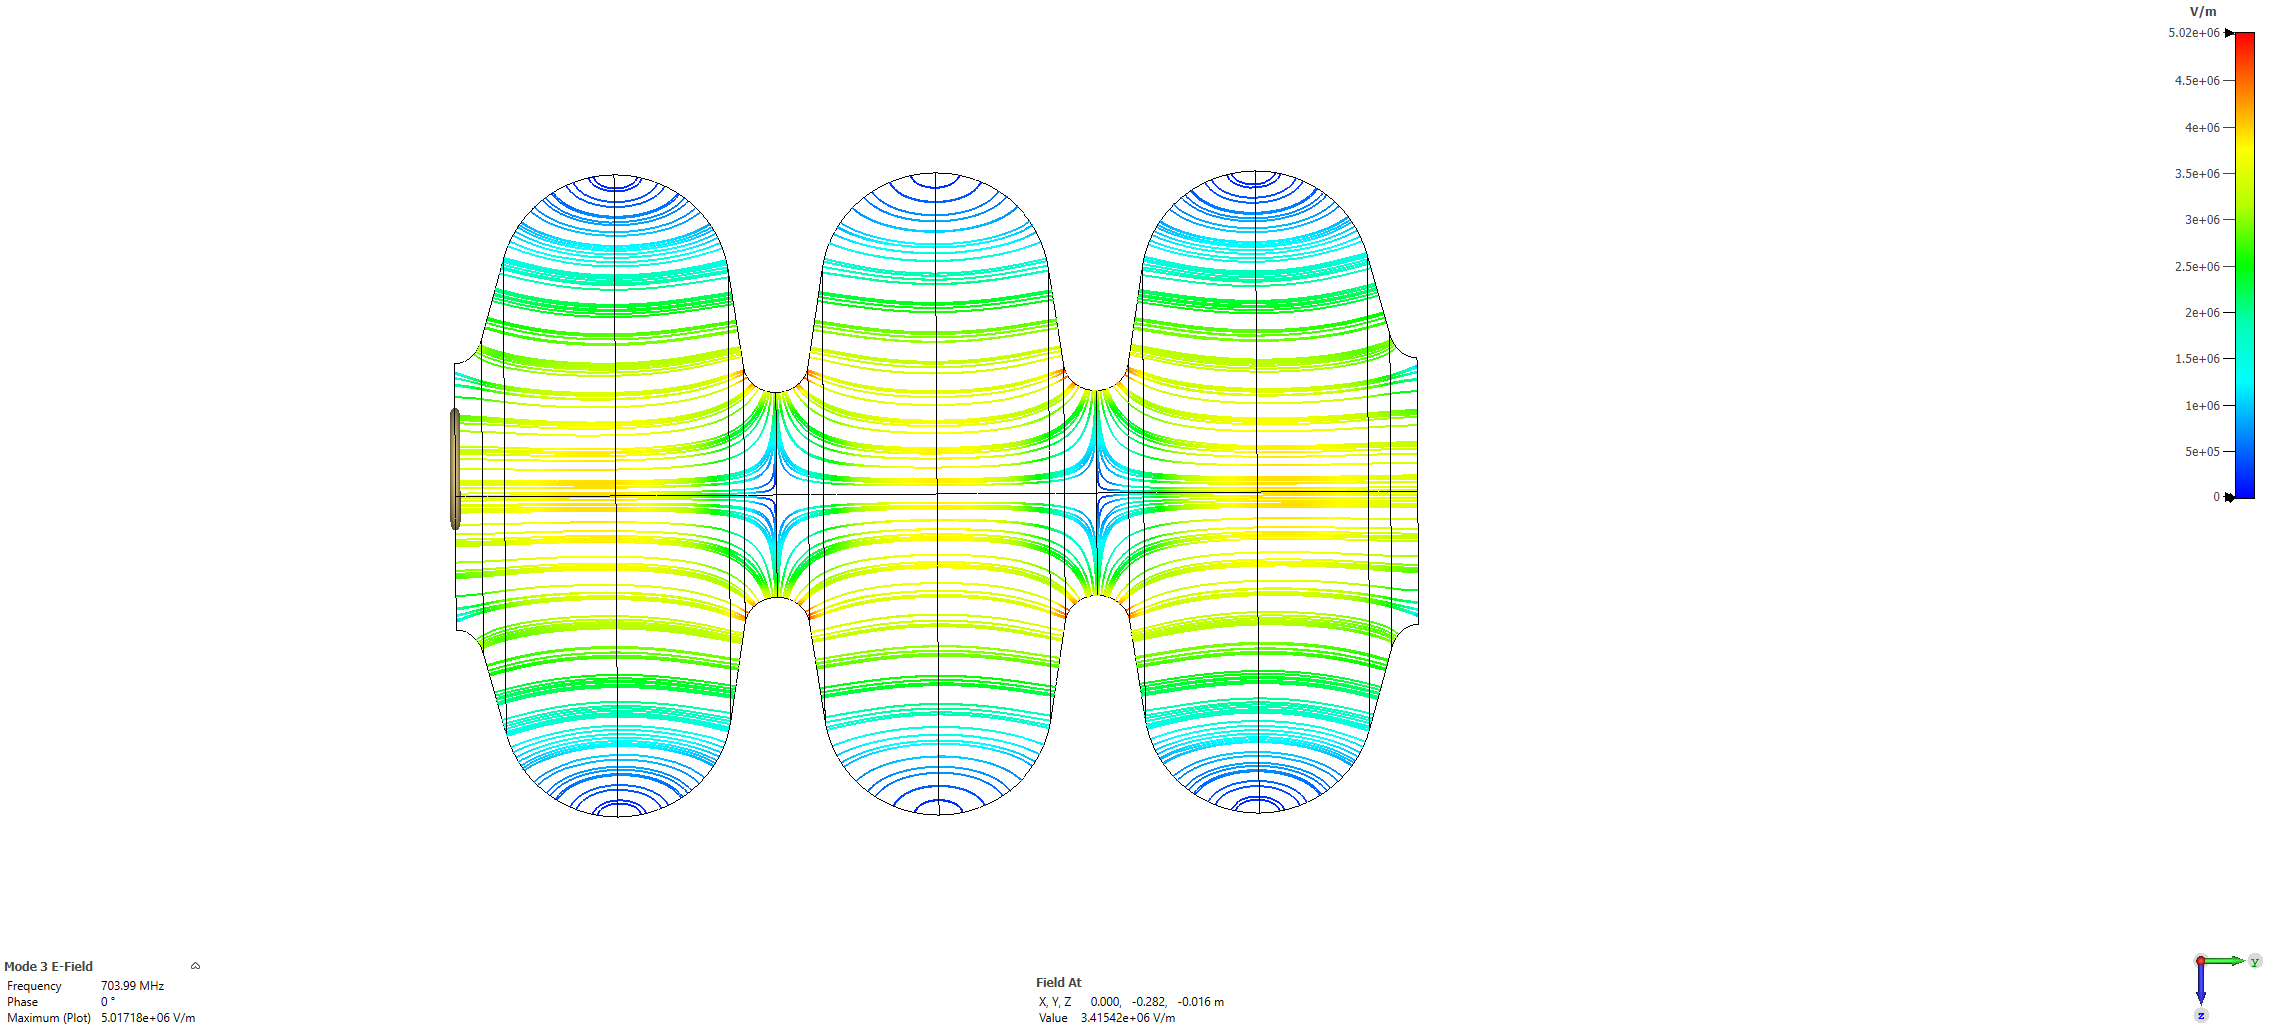 V/m
5.02e+06
4.5e+06
4e+06
3.5e+06
3e+06
2.5e+06
2e+06
1.5e+06
1e+06
5e+05
0
Mode 3 E-Field
Frequency 703.99 MHz
Phase 0 °
Maximum (Plot) 5.01718e+06 V/m
Field At
X, Y, Z 0.000, -0.282, -0.016 m
Value 3.41542e+06 V/m
y
z